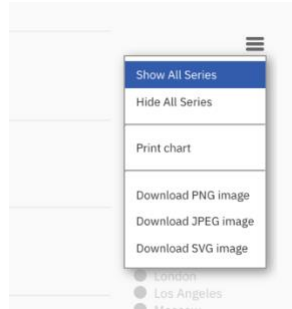 Show All Series
Hide All Series
Print chart
Download PNG image
Download JPEG image
Download SVG image
London
Los Angeles